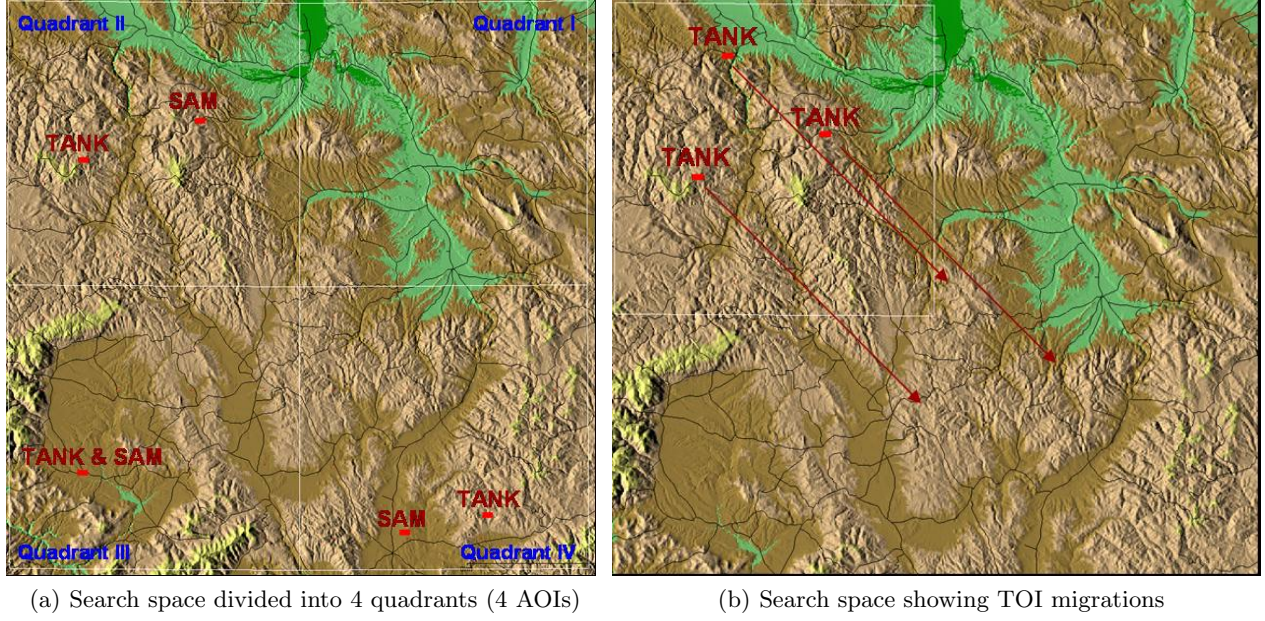 Quadrant II
Quadrant I
SAM
TANK
TANK & SAM
TANK
SAM
Quadrant III
Quadrant IV
(a) Search space divided into 4 quadrants (4 AOIs)
TANK
TANK
TANK
(b) Search space showing TOI migrations